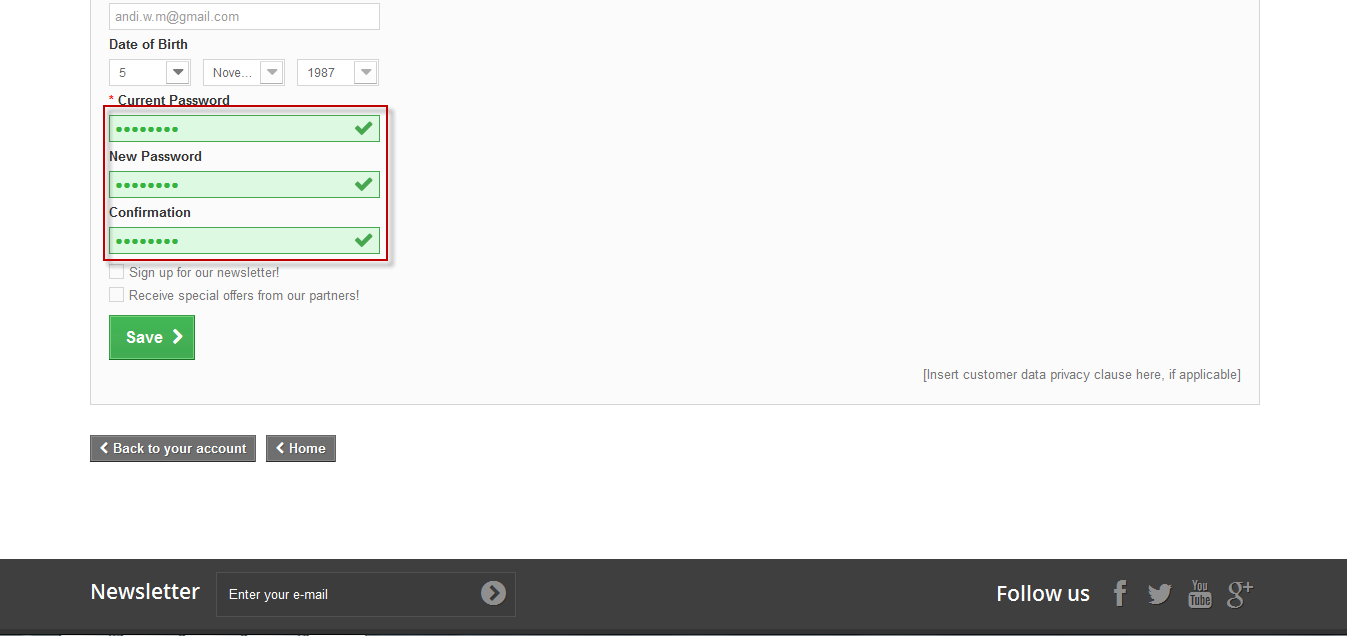 andi.w.m@gmail.com
Date of Birth
5 Nove... 1987
* Current Password
••••••••
New Password
••••••••
Confirmation
••••••••
Sign up for our newsletter!
Receive special offers from our partners!
Save
[Insert customer data privacy clause here, if applicable]
Back to your account Home
Newsletter Enter your e-mail Follow us You Tube g+